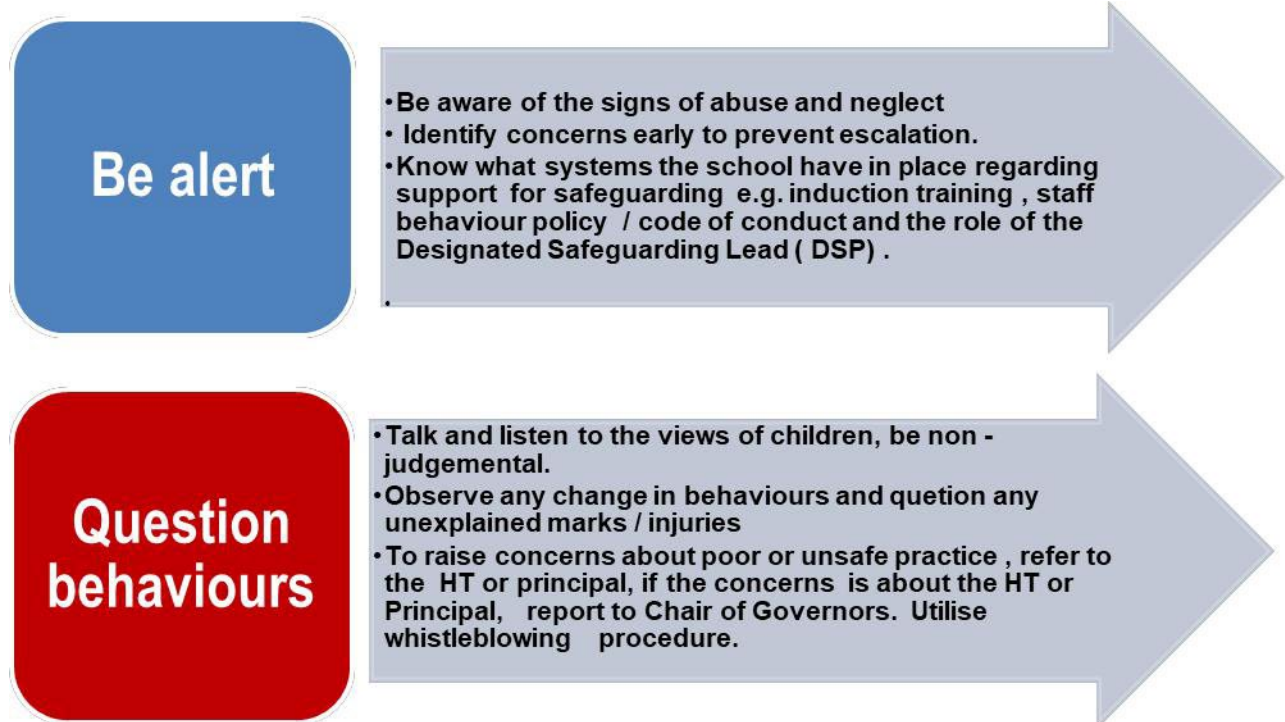 Be alert
•Be aware of the signs of abuse and neglect
• Identify concerns early to prevent escalation.
•Know what systems the school have in place regarding
support for safeguarding e.g. induction training , staff
behaviour policy / code of conduct and the role of the
Designated Safeguarding Lead ( DSP) .
.
Question
behaviours
•Talk and listen to the views of children, be non -
judgemental.
•Observe any change in behaviours and quetion any
unexplained marks / injuries
•To raise concerns about poor or unsafe practice , refer to
the HT or principal, if the concerns is about the HT or
Principal, report to Chair of Governors. Utilise
whistleblowing procedure.